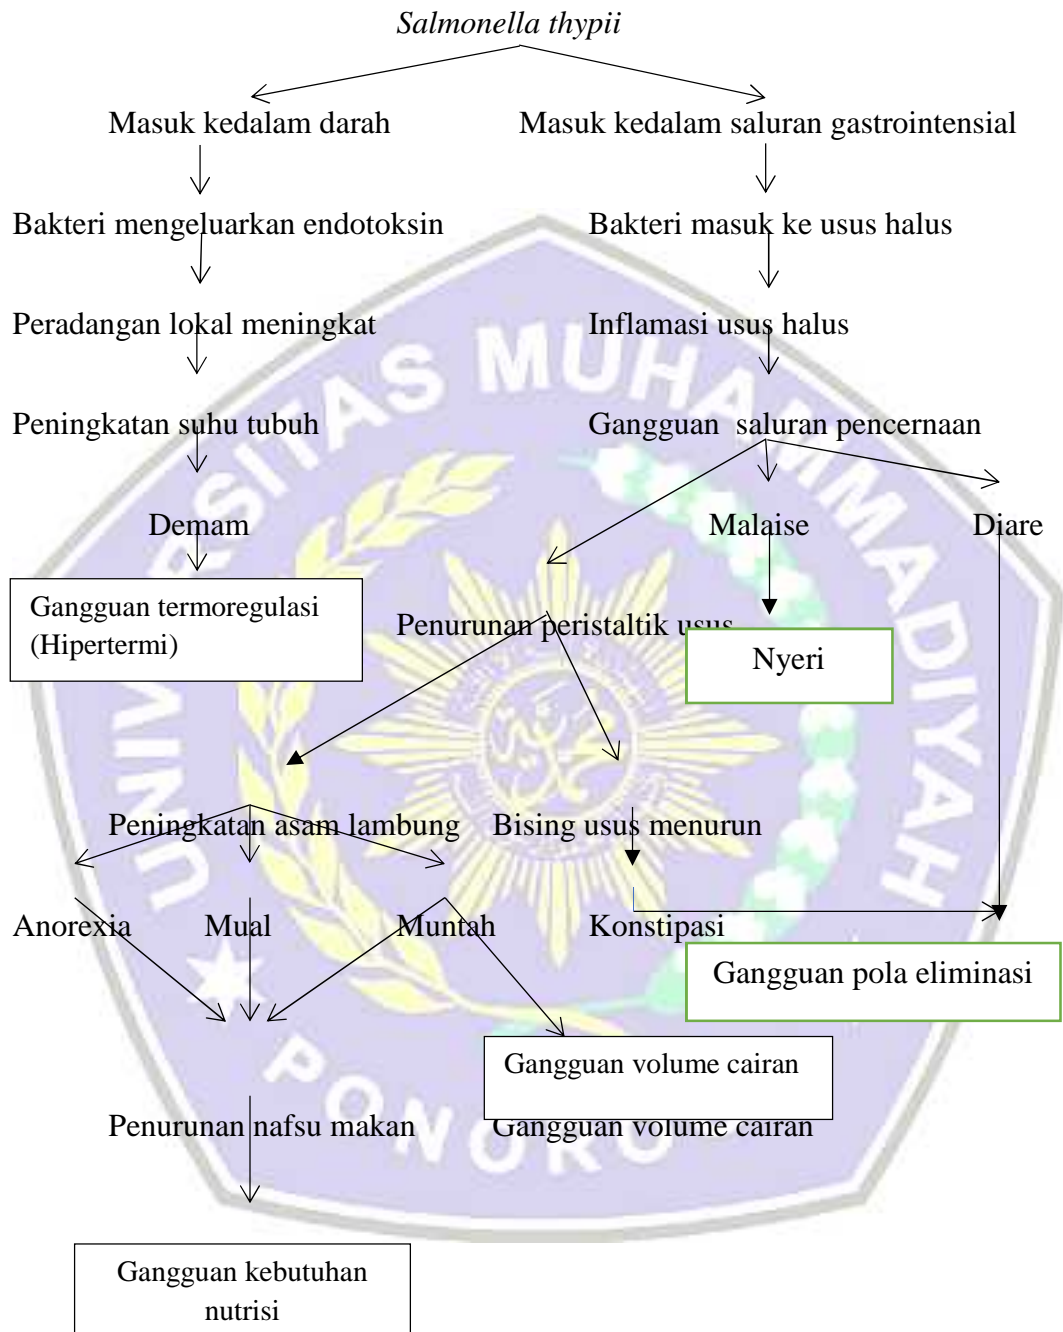 Salmonella thypii
Masuk kedalam darah
Masuk kedalam saluran gastrointensial
Bakteri mengeluarkan endotoksin
Bakteri masuk ke usus halus
Peradangan lokal meningkat
Inflamasi usus halus
Peningkatan suhu tubuh
Gangguan saluran pencernaan
Demam
Malaise
Diare
Gangguan termoregulasi
(Hipertermi)
Penurunan peristaltik usus
Nyeri
Peningkatan asam lambung
Bising usus menurun
Anorexia
Mual
Muntah
Konstipasi
Gangguan pola eliminasi
Gangguan volume cairan
Penurunan nafsu makan
Gangguan volume cairan
Gangguan kebutuhan
nutrisi
UNIVERSITAS MUHAMMADIYAH
PONOROGO